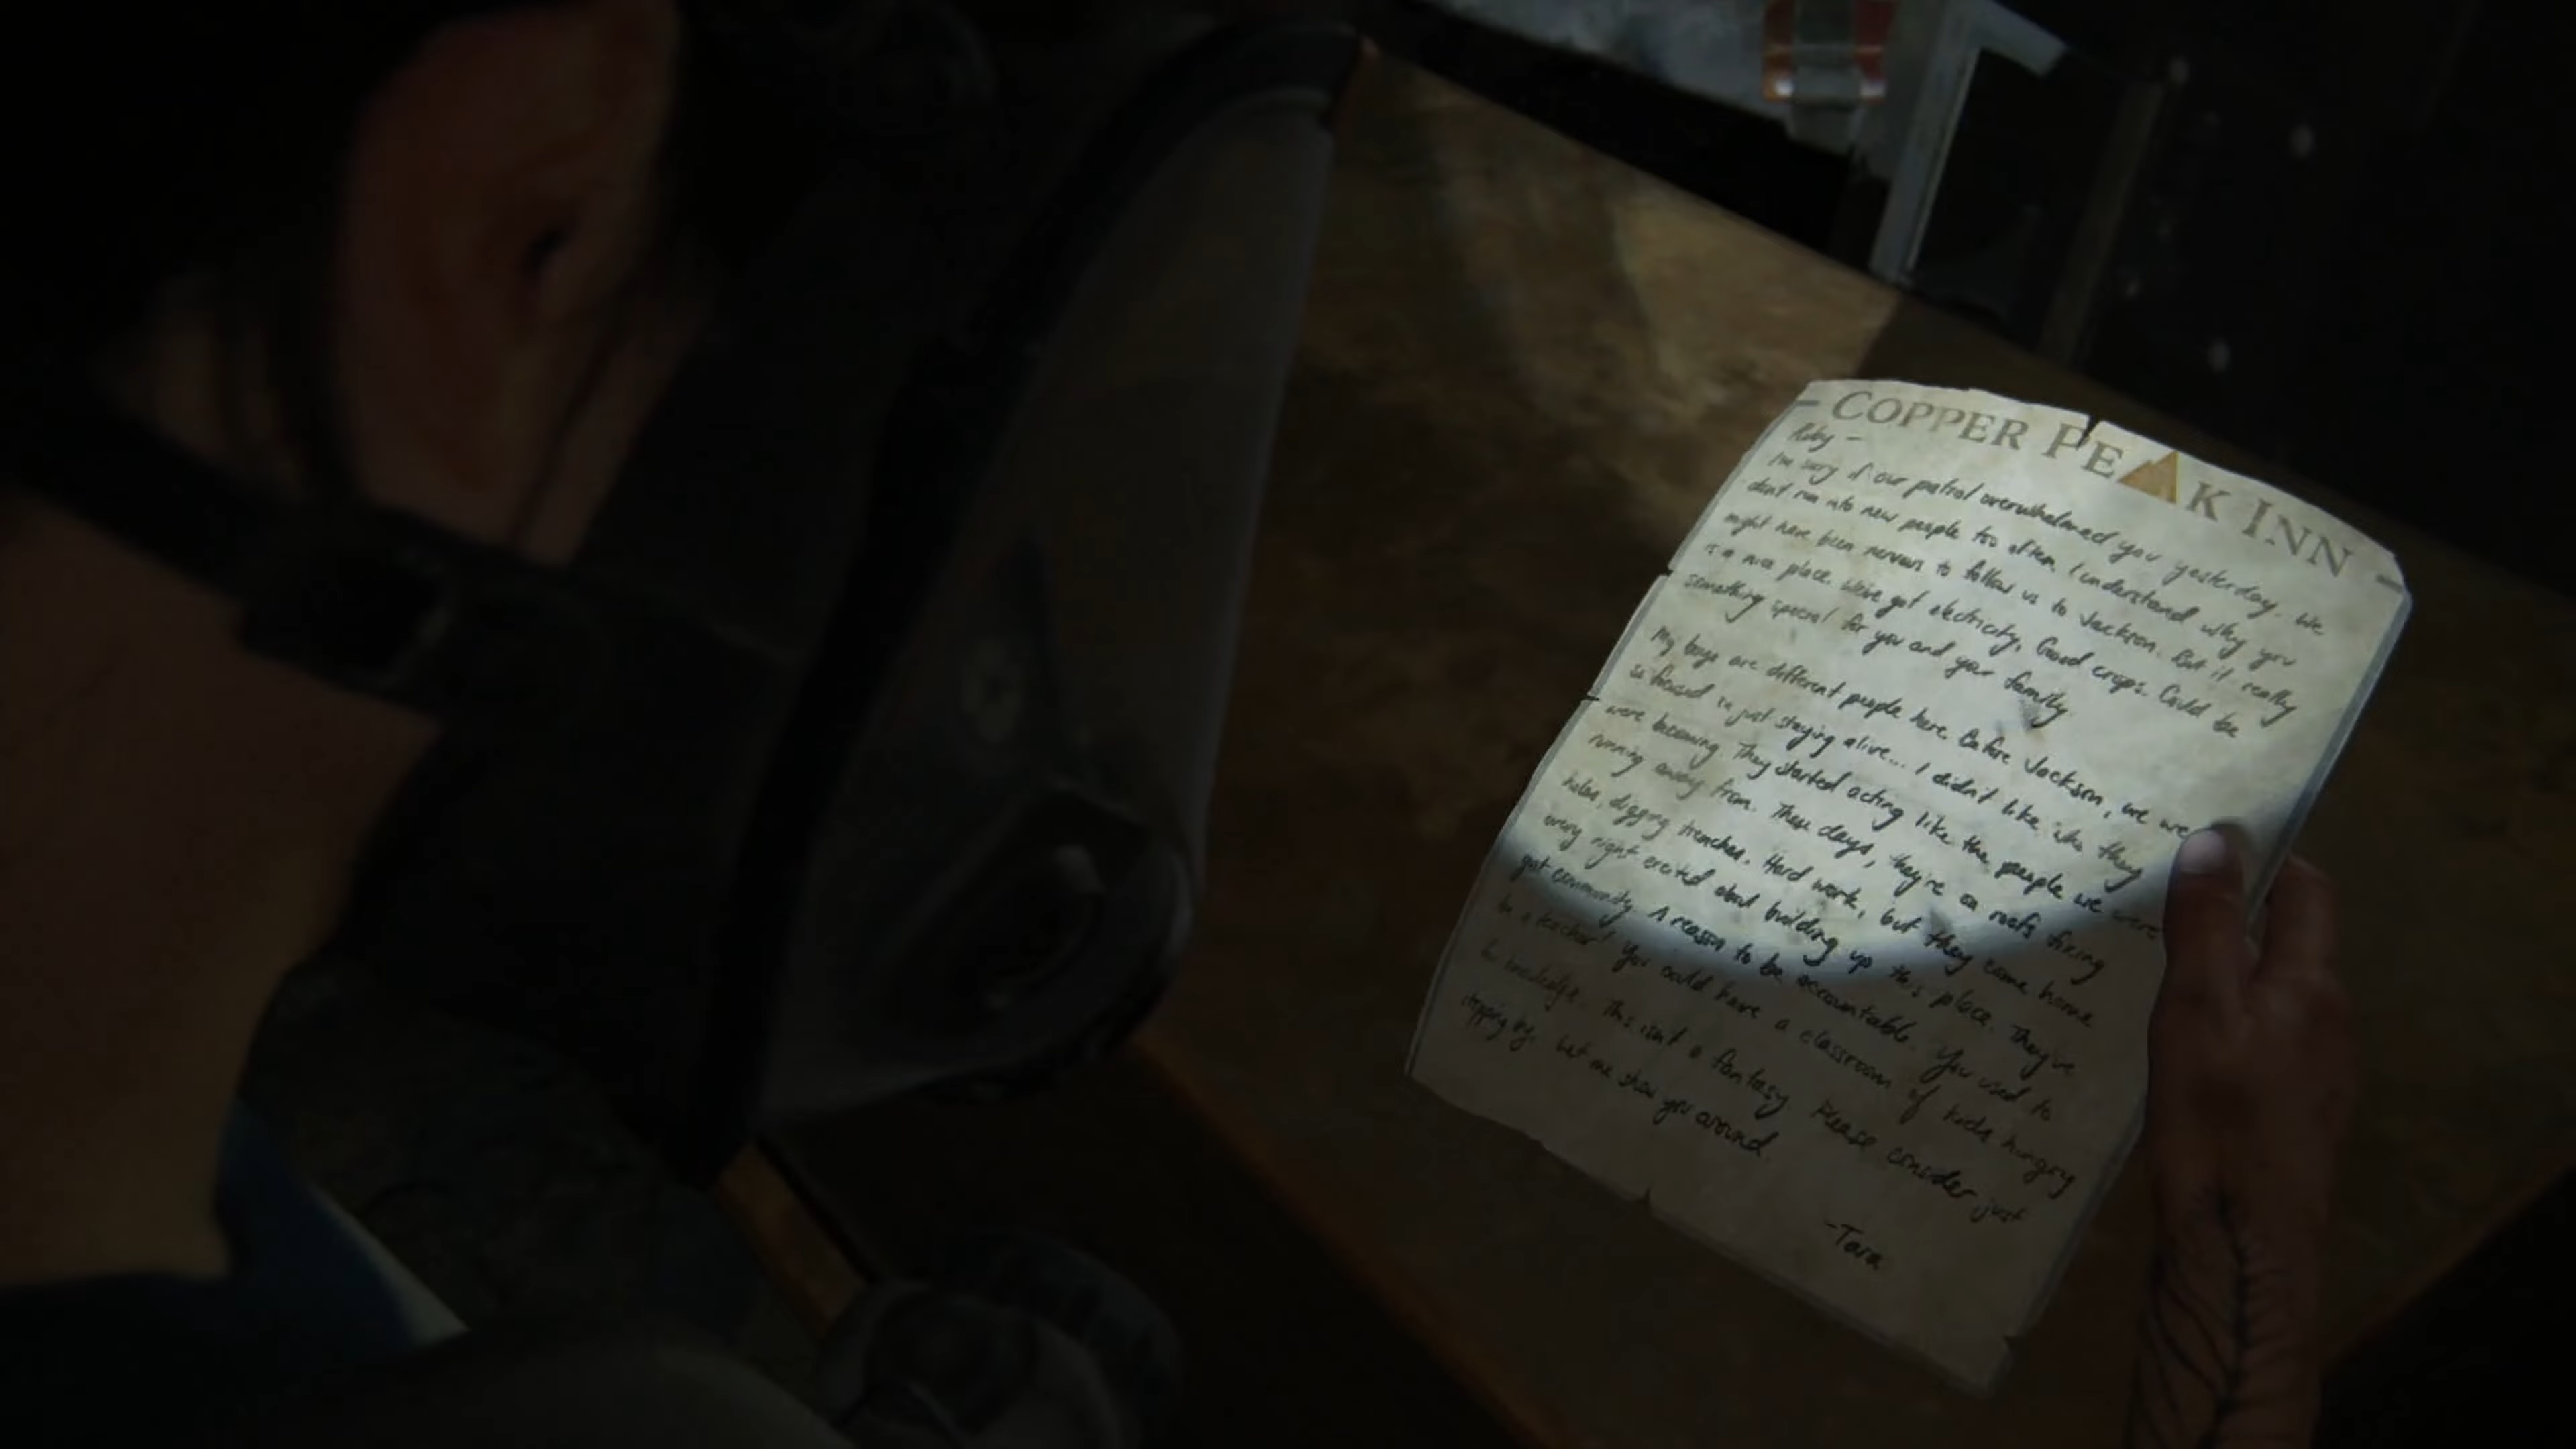 COPPER PEAK INN
Ruby -
I'm sorry if our patrol overwhelmed you yesterday. We
don't run into new people too often. I understand why you
might have been nervous to follow us to Jackson. But it really
is a nice place. We've got electricity. Good crops. Could be
something special for you and your family.
My boys are different people here. Before Jackson, we were
so focused on just staying alive... I didn't like who they
were becoming. They started acting like the people we were
running away from. These days, they're on roofs fixing
holes, digging trenches. Hard work, but they come home
every night excited about building up this place. They've
got community. A reason to be accountable. You used to
be a teacher! You could have a classroom of kids hungry
for knowledge. This isn't a fantasy. Please consider just
stopping by. Let me show you around.
-Tara